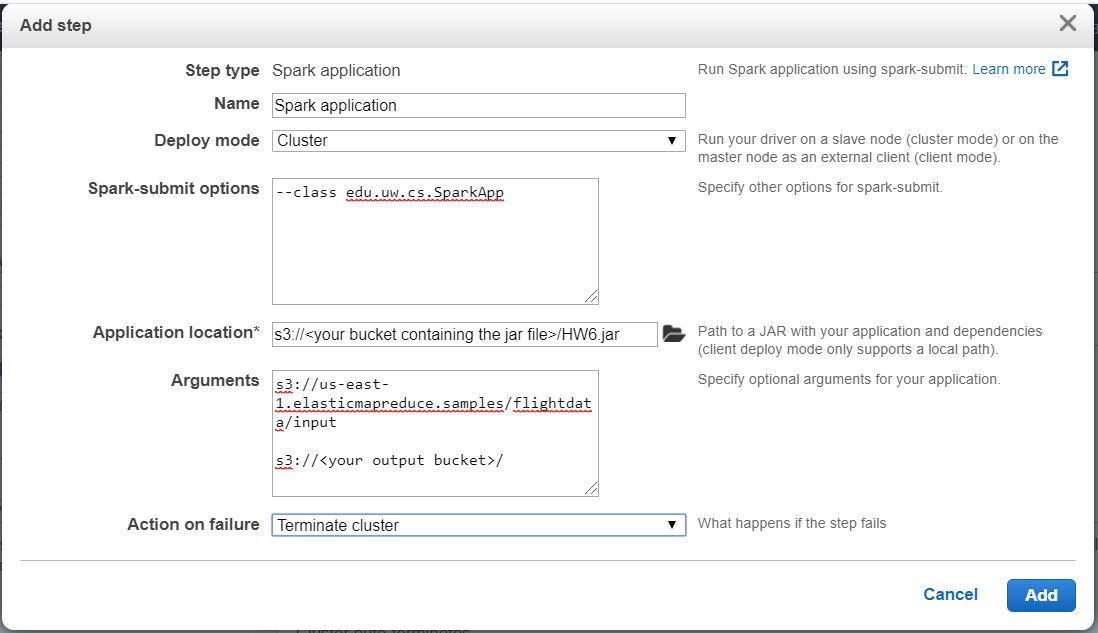 Add step
Step type Spark application Run Spark application using spark-submit. Learn more
Name Spark application
Deploy mode Cluster Run your driver on a slave node (cluster mode) or on the
master node as an external client (client mode).
Spark-submit options --class edu.uw.cs.SparkApp Specify other options for spark-submit.
Application location* s3://<your bucket containing the jar file>/HW6.jar Path to a JAR with your application and dependencies
(client deploy mode only supports a local path).
Arguments s3://us-east- Specify optional arguments for your application.
1.elasticmapreduce.samples/flightdat
a/input
s3://<your output bucket>/
Action on failure Terminate cluster What happens if the step fails
Cancel Add
Cluster auto-terminates